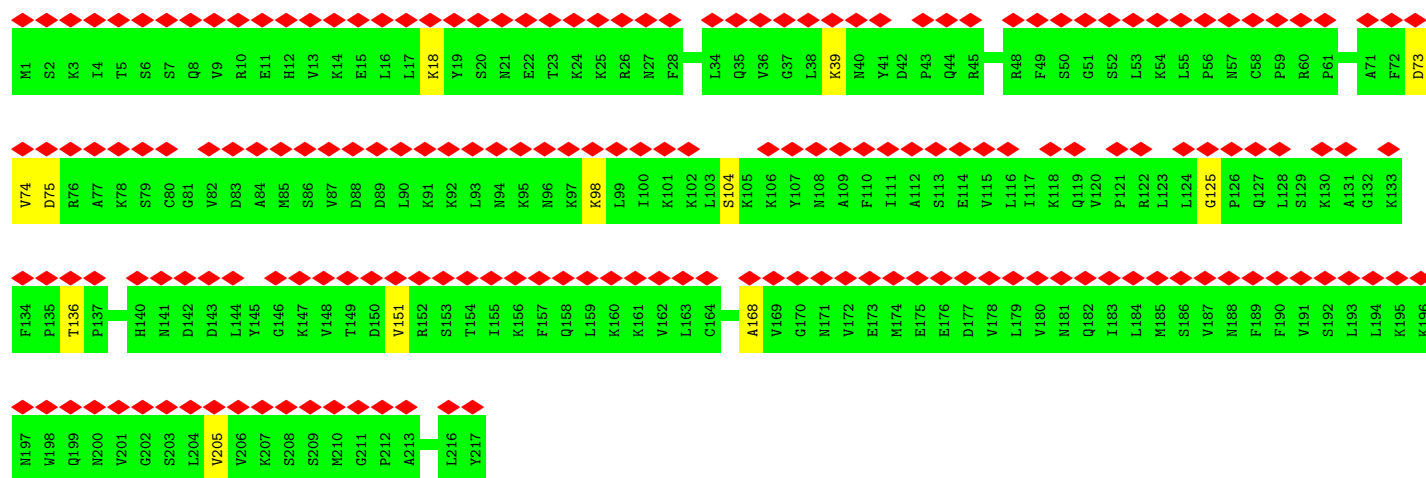 M1 S2 K3 I4 T5 S6 S7 Q8 V9 R10 E11 H12 V13 K14 E15 L16 L17 K18 Y19 S20 N21 E22 T23 K24 K25 R26 N27 F28 L34 Q35 V36 G37 L38 K39 N40 Y41 D42 P43 Q44 R45 R48 F49 S50 G51 S52 L53 K54 L55 P56 N57 C58 P59 R60 P61 A71 F72 D73
V74 D75 R76 A77 K78 S79 C80 G81 V82 D83 A84 M85 S86 V87 D88 D89 L90 K91 K92 L93 N94 K95 N96 K97 K98 L99 I100 K101 K102 L103 S104 K105 K106 Y107 N108 A109 F110 I111 A112 S113 E114 V115 L116 I117 K118 Q119 V120 P121 R122 L123 L124 G125 P126 Q127 L128 S129 K130 A131 G132 K133
F134 P135 T136 P137 H140 N141 D142 D143 L144 Y145 G146 K147 V148 T149 D150 V151 R152 S153 T154 I155 K156 F157 Q158 L159 K160 K161 V162 L163 C164 A168 V169 G170 N171 V172 E173 M174 E175 E176 D177 V178 L179 V180 N181 Q182 I183 L184 M185 S186 V187 N188 F189 F190 V191 S192 L193 L194 K195 K196
N197 W198 Q199 N200 V201 G202 S203 L204 V205 V206 K207 S208 S209 M210 G211 P212 A213 L216 Y217